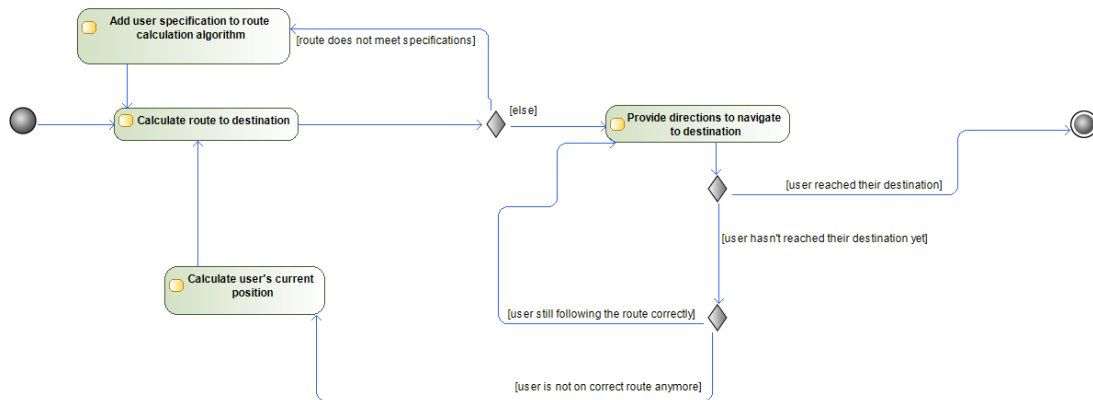 Add user specification to route
calculation algorithm
[route does not meet specifications]
[else]
Calculate route to destination
Provide directions to navigate
to destination
[user reached their destination]
[user hasn't reached their destination yet]
Calculate user's current
position
[user still following the route correctly]
[user is not on correct route anymore]